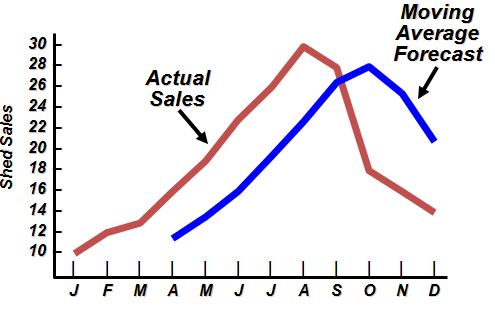 Moving
Average
Forecast
Actual
Sales
Shed Sales
30
28
26
24
22
20
18
16
14
12
10
J F M A M J J A S O N D